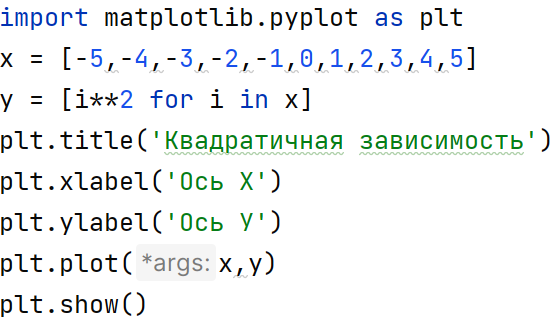 import matplotlib.pyplot as plt
x = [-5,-4,-3,-2,-1,0,1,2,3,4,5]
y = [i**2 for i in x]
plt.title('Квадратичная зависимость')
plt.xlabel('Ось X')
plt.ylabel('Ось Y')
plt.plot(*args: x,y)
plt.show()